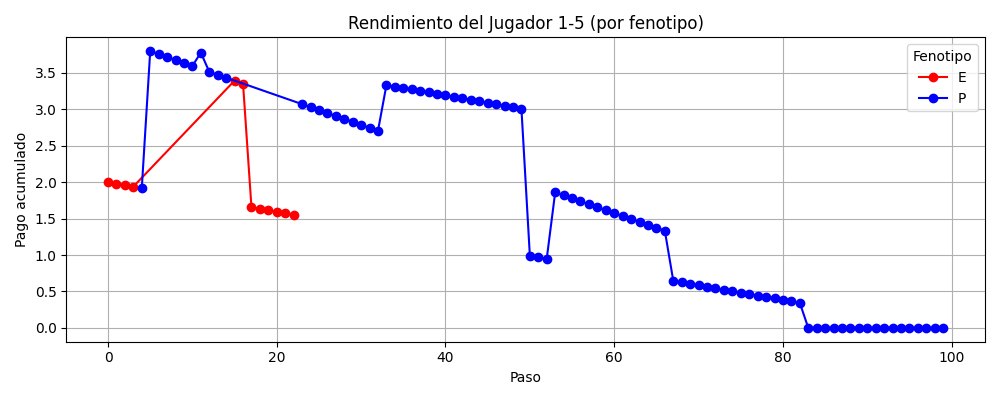 Rendimiento del Jugador 1-5 (por fenotipo)
Fenotipo
E
P
Pago acumulado
3.5
3.0
2.5
2.0
1.5
1.0
0.5
0.0
0 20 40 60 80 100
Paso